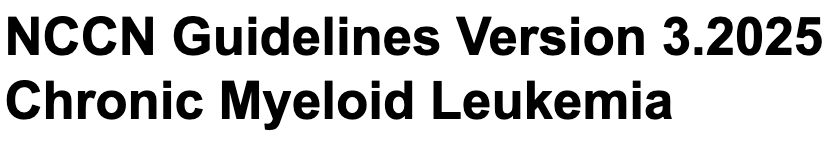 NCCN Guidelines Version 3.2025
Chronic Myeloid Leukemia